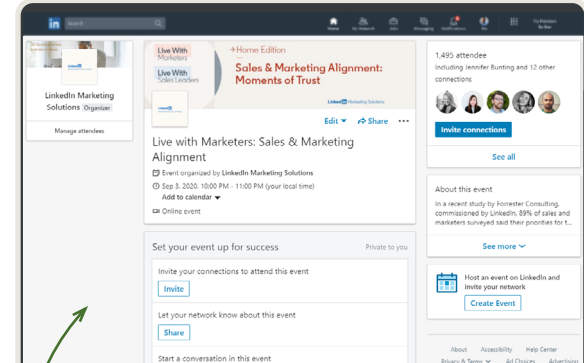 in Search
Home My Network Jobs Messaging Notifications Me Try Premium
for free
LinkedIn Marketing
Solutions Organizer
Manage attendees
Live With
Marketers
Live With
Sales Leaders
Home Edition
Sales & Marketing Alignment:
Moments of Trust
LinkedIn Marketing Solutions
Edit Share
Live with Marketers: Sales & Marketing
Alignment
Event organized by LinkedIn Marketing Solutions
Sep 3, 2020, 10:00 PM - 11:00 PM (your local time)
Add to calendar
Online event
Set your event up for success Private to you
Invite your connections to attend this event
Invite
Let your network know about this event
Share
Start a conversation in this event
1,495 attendee
Including Jennifer Bunting and 12 other
connections
Invite connections
See all
About this event
In a recent study by Forrester Consulting,
commissioned by LinkedIn, 89% of sales and
marketers surveyed said their priorities for t...
See more
Host an event on LinkedIn and
invite your network
Create Event
About Accessibility Help Center
Privacy & Terms Ad Choices Advertising